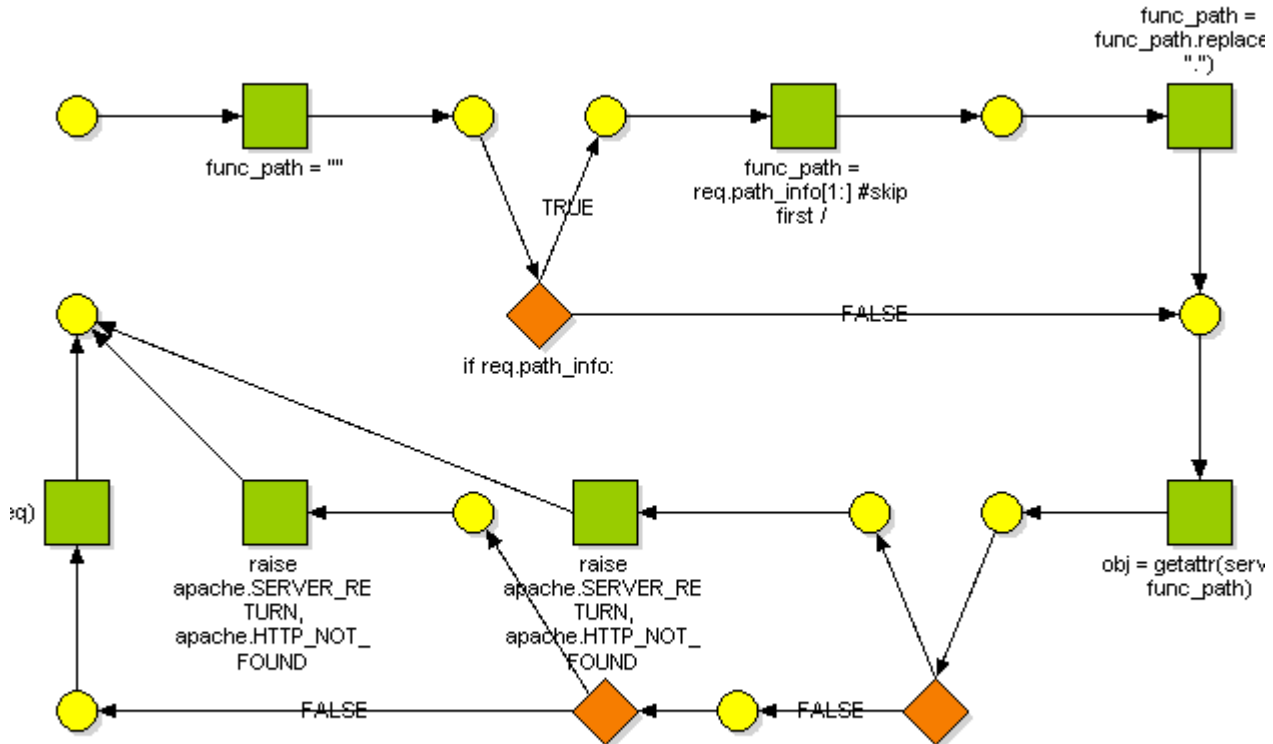 func_path =
func_path.replace
".")
func_path = ""
func_path =
req.path_info[1:] #skip
first /
TRUE
FALSE
if req.path_info:
eq)
raise
apache.SERVER_RE
TURN,
apache.HTTP_NOT_
FOUND
raise
apache.SERVER_RE
TURN,
apache.HTTP_NOT_
FOUND
obj = getattr(serv
func_path)
FALSE
FALSE